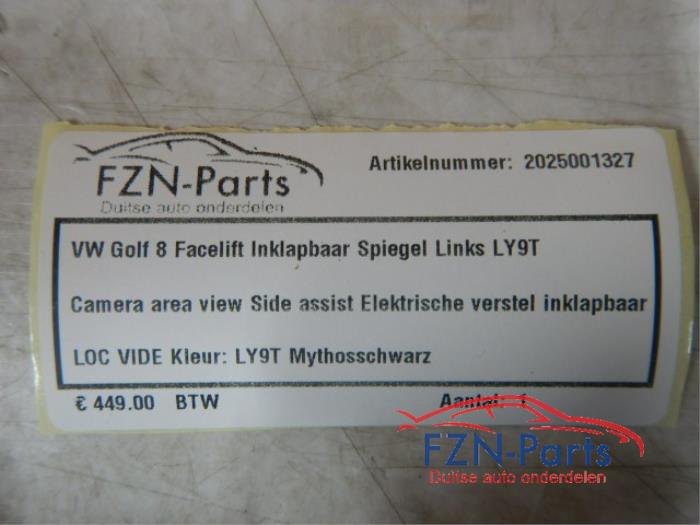 FZN-Parts
Duitse auto onderdelen
Artikelnummer: 2025001327
VW Golf 8 Facelift Inklapbaar Spiegel Links LY9T
Camera area view Side assist Elektrische verstel inklapbaar
LOC VIDE Kleur: LY9T Mythosschwarz
€ 449.00 BTW
Aantal: 1
FZN-Parts
Duitse auto onderdelen